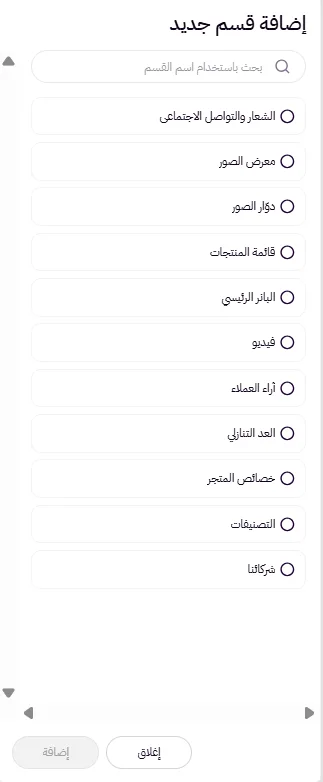 إضافة قسم جديد
بحث باستخدام اسم القسم
الشعار والتواصل الاجتماعى
معرض الصور
دوّار الصور
قائمة المنتجات
البانر الرئيسي
فيديو
آراء العملاء
العد التنازلي
خصائص المتجر
التصنيفات
شركائنا
إغلاق
إضافة